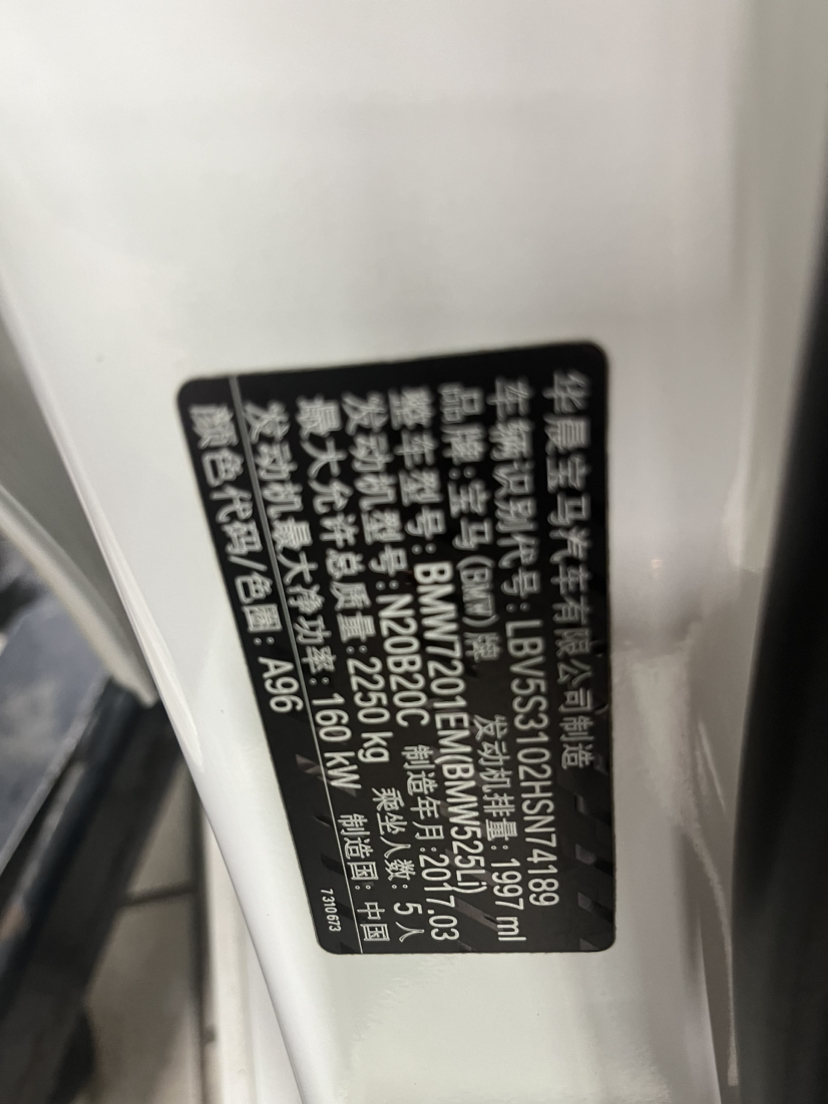 华晨宝马汽车有限公司制造
车辆识别代号:LBV5S3102HSN74189
品牌:宝马(BMW)牌 发动机排量:1997 ml
整车型号:BMW7201EM(BMW525Li)
发动机型号:N20B20C 制造年月:2017.03
最大允许总质量:2250 kg 乘坐人数:5人
发动机最大净功率:160 kW 制造国:中国
颜色代码/色圈:A96 7310673